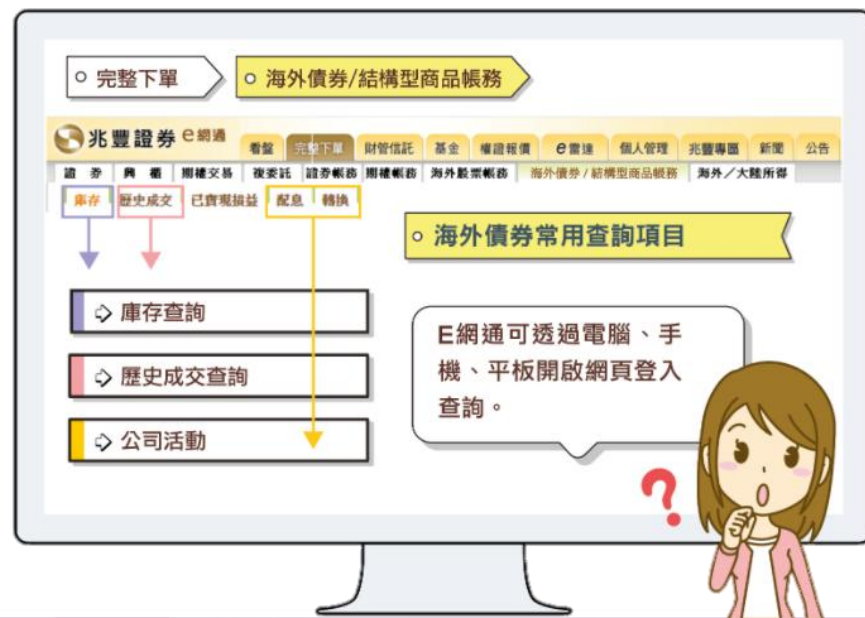 完整下單
海外債券/結構型商品帳務
兆豐證券 e網通
看盤 完整下單 財管信託 基金 權證報價 e雷達 個人管理 兆豐專區 新聞 公告
證券 興櫃 期權交易 複委託 證券帳務 期權帳務 海外股票帳務 海外債券/結構型商品帳務 海外/大陸所得
庫存 歷史成交 已實現損益 配息 轉換
海外債券常用查詢項目
庫存查詢
歷史成交查詢
公司活動
E網通可透過電腦、手
機、平板開啟網頁登入
查詢。
?